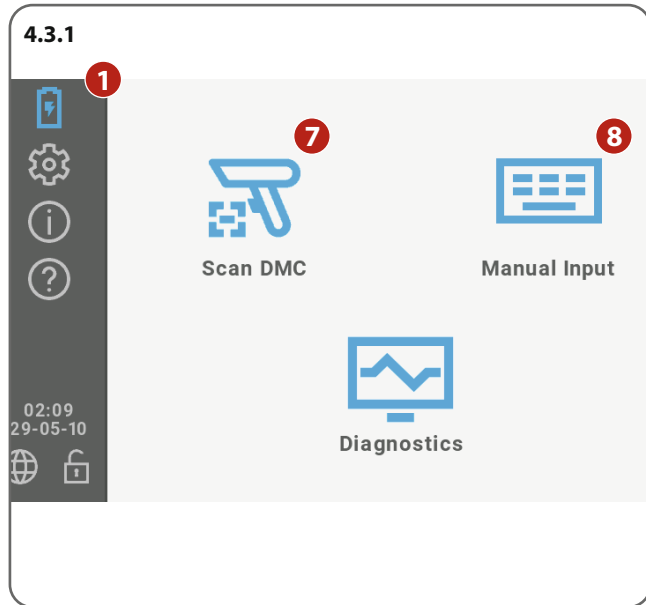 4.3.1
1
7
8
Scan DMC
Manual Input
Diagnostics
02:09
29-05-10